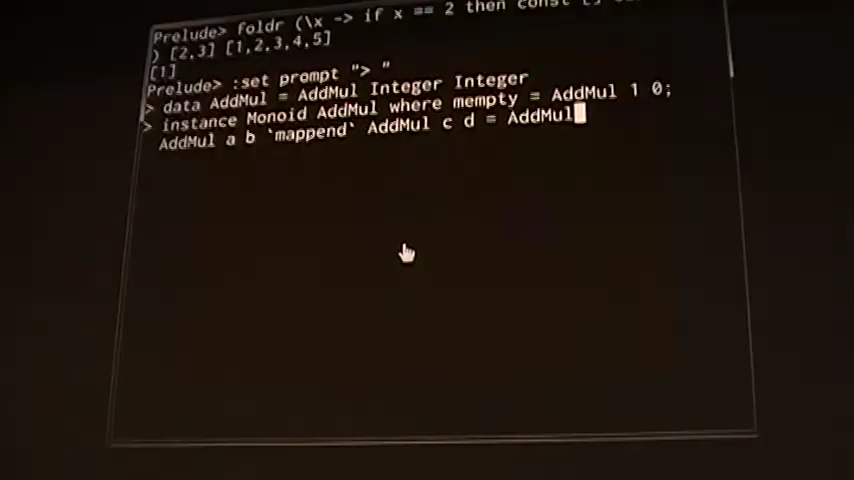 Prelude> foldr (\x -> if x == 2 then const [] 
) [2,3] [1,2,3,4,5]
[1]
Prelude> :set prompt "> "
> data AddMul = AddMul Integer Integer
> instance Monoid AddMul where mempty = AddMul 1 0;
AddMul a b `mappend` AddMul c d = AddMul